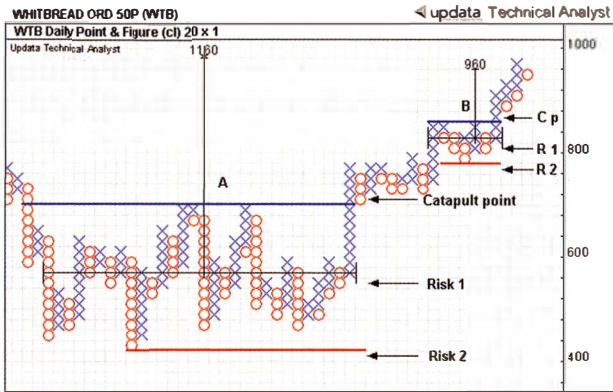 WHITBREAD ORD 50P (WTB)
updata Technical Analyst
WTB Daily Point & Figure (cl) 20 x 1
Updata Technical Analyst
1160
1000
960
B
C p
R 1
800
R 2
A
Catapult point
600
Risk 1
Risk 2
400